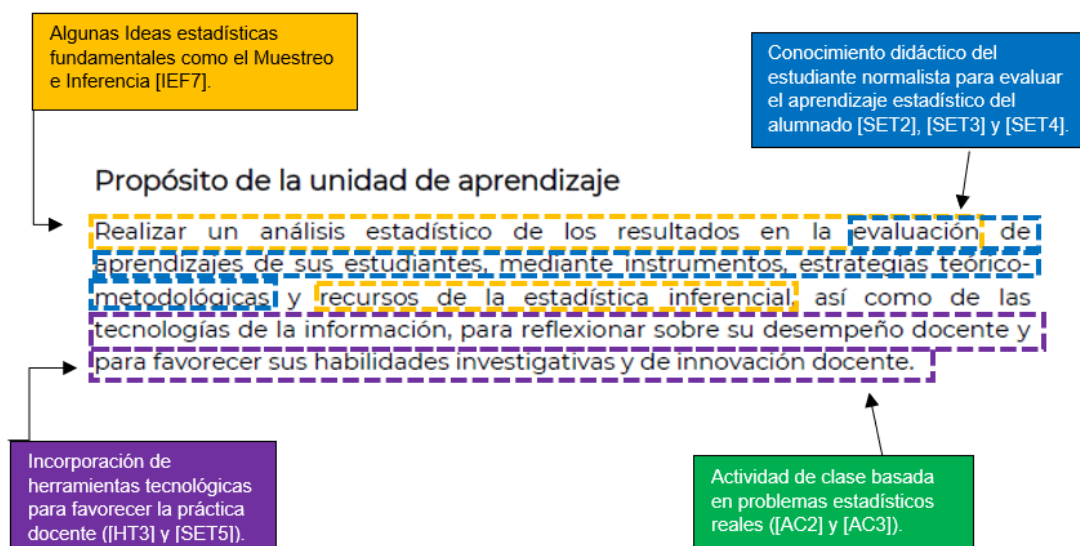 Algunas Ideas estadísticas
fundamentales como el Muestreo
e Inferencia [IEF7].
Conocimiento didáctico del
estudiante normalista para evaluar
el aprendizaje estadístico del
alumnado [SET2], [SET3] y [SET4].
Propósito de la unidad de aprendizaje
Realizar un análisis estadístico de los resultados en la evaluación de
aprendizajes de sus estudiantes, mediante instrumentos, estrategias teórico-
metodológicas y recursos de la estadística inferencial, así como de las
tecnologías de la información, para reflexionar sobre su desempeño docente y
para favorecer sus habilidades investigativas y de innovación docente.
Incorporación de
herramientas tecnológicas
para favorecer la práctica
docente ([HT3] y [SET5]).
Actividad de clase basada
en problemas estadísticos
reales ([AC2] y [AC3]).